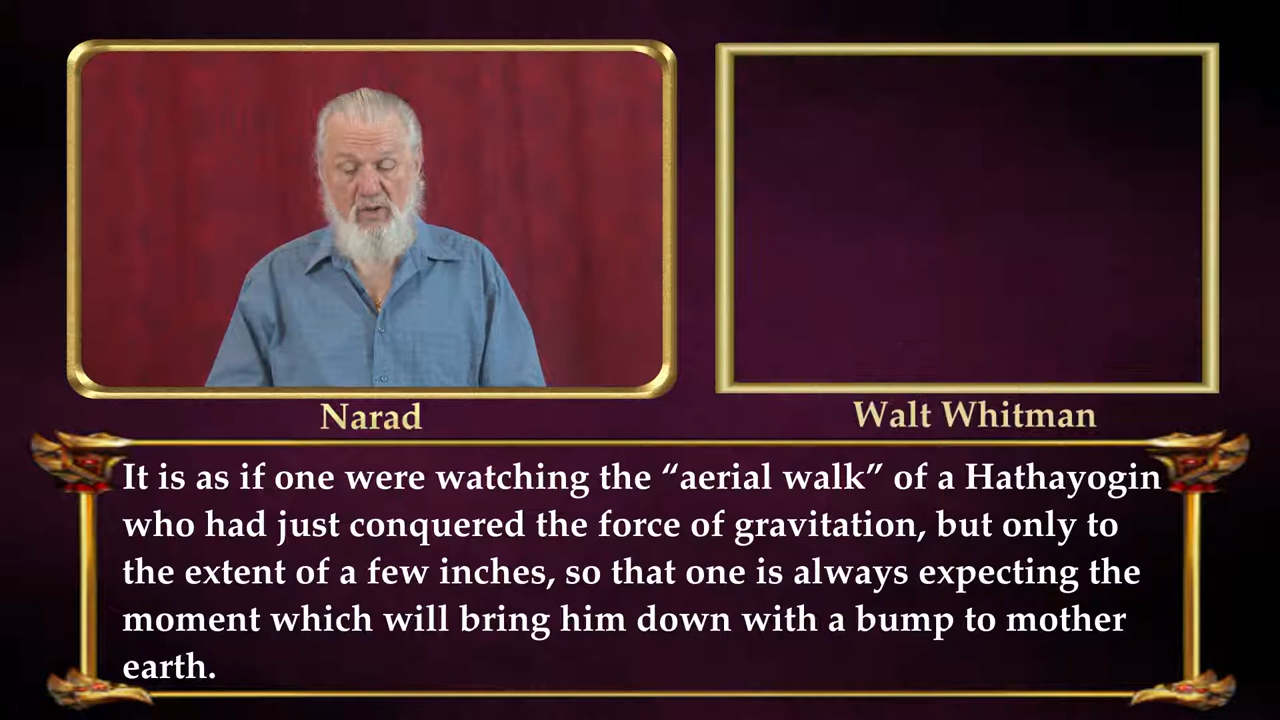 Narad
Walt Whitman
It is as if one were watching the “aerial walk” of a Hathayogin
who had just conquered the force of gravitation, but only to
the extent of a few inches, so that one is always expecting the
moment which will bring him down with a bump to mother
earth.